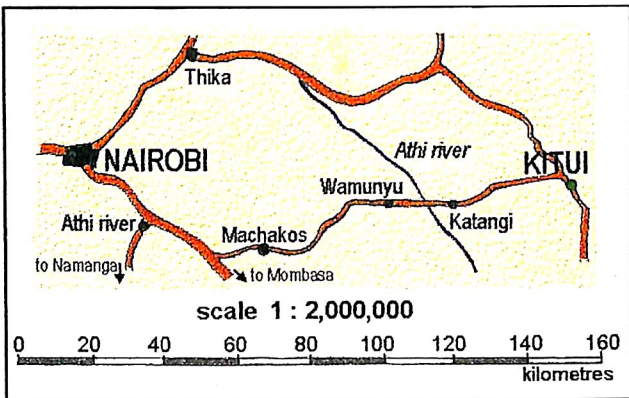 Thika
NAIROBI
Athi river
KITUI
Wamunyu
Athi river
Katangi
Machakos
to Namanga
to Mombasa
scale 1 : 2,000,000
0 20 40 60 80 100 120 140 160
kilometres